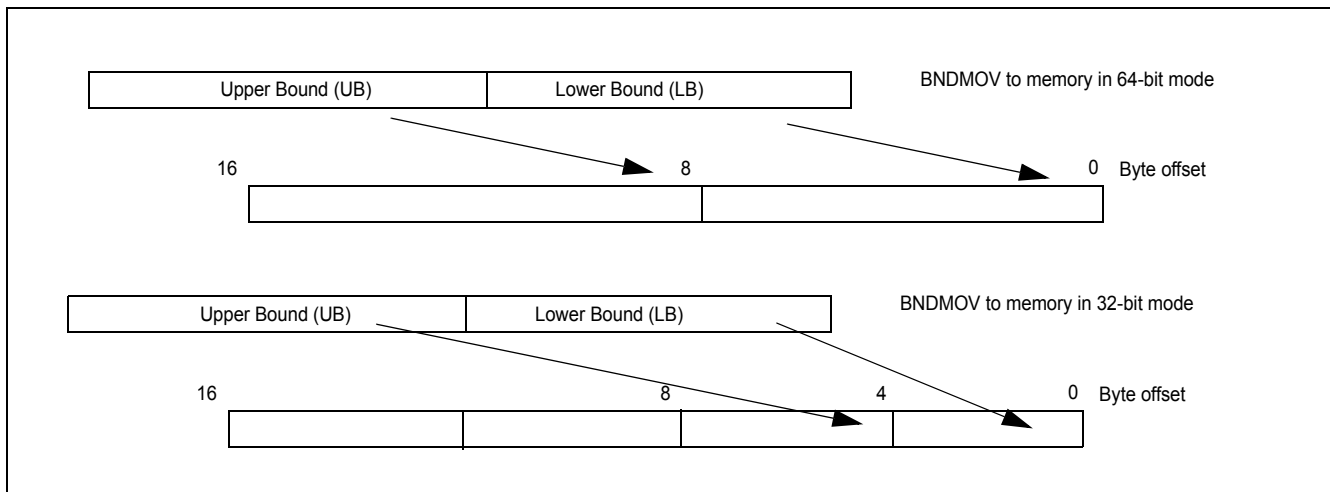 BNDMOV to memory in 64-bit mode
Upper Bound (UB) Lower Bound (LB)
16 8 0 Byte offset
BNDMOV to memory in 32-bit mode
Upper Bound (UB) Lower Bound (LB)
16 8 4 0 Byte offset